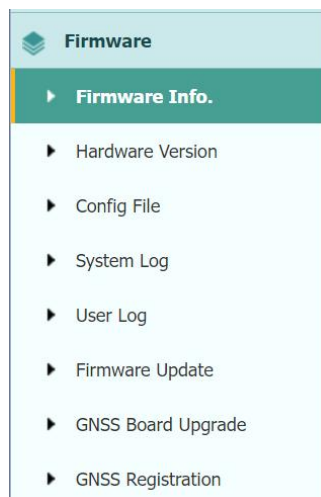 Firmware
Firmware Info.
Hardware Version
Config File
System Log
User Log
Firmware Update
GNSS Board Upgrade
GNSS Registration